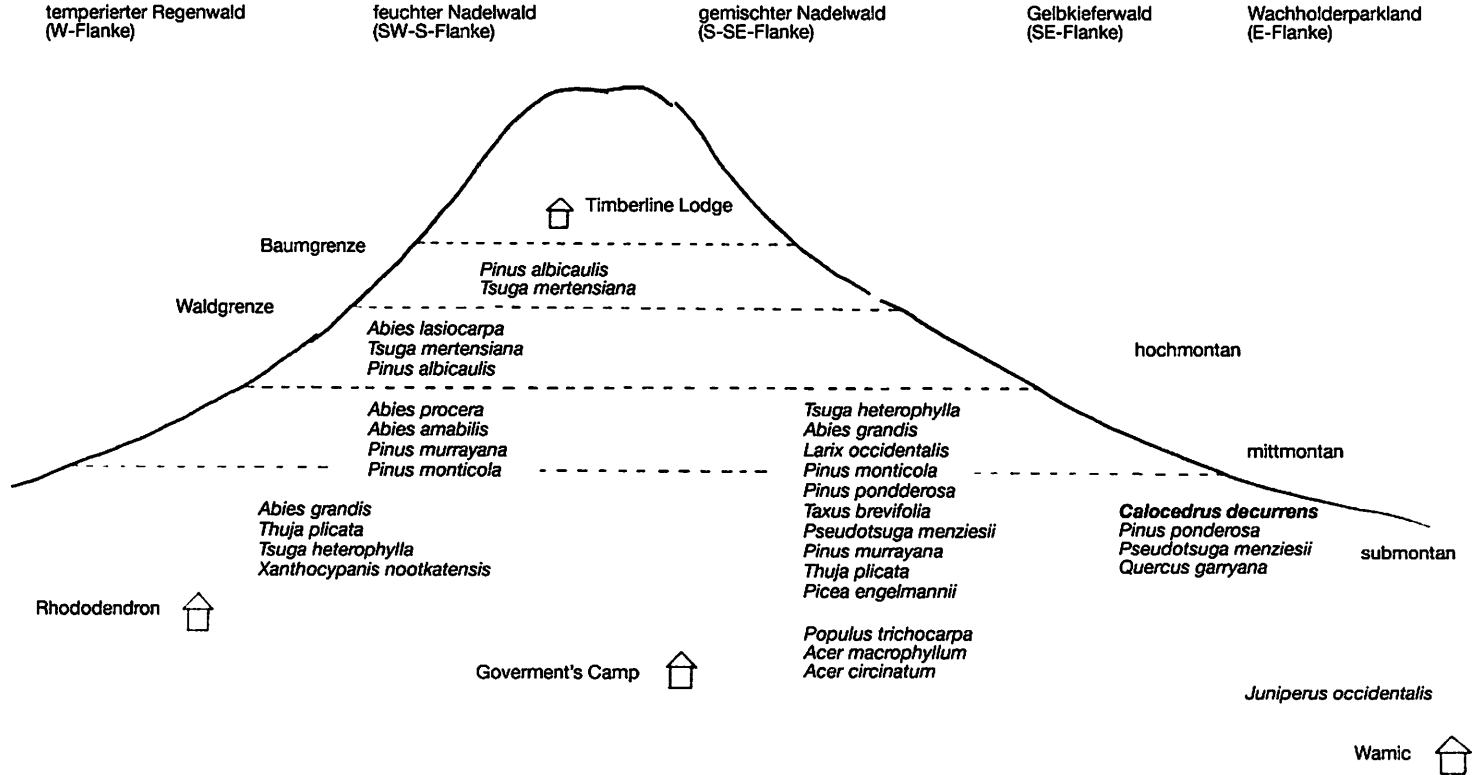 temperierter Regenwald
(W-Flanke)
feuchter Nadelwald
(SW-S-Flanke)
gemischter Nadelwald
(S-SE-Flanke)
Gelbkieferwald
(SE-Flanke)
Wachholderparkland
(E-Flanke)
Timberline Lodge
Baumgrenze
Pinus albicaulis
Tsuga mertensiana
Waldgrenze
Abies lasiocarpa
Tsuga mertensiana
Pinus albicaulis
hochmontan
Abies procera
Abies amabilis
Pinus murrayana
Pinus monticola
Tsuga heterophylla
Abies grandis
Larix occidentalis
Pinus monticola
Pinus pondderosa
Taxus brevifolia
Pseudotsuga menziesii
Pinus murrayana
Thuja plicata
Picea engelmannii
Populus trichocarpa
Acer macrophyllum
Acer circinatum
mittmontan
Abies grandis
Thuja plicata
Tsuga heterophylla
Xanthocypanis nootkatensis
Calocedrus decurrens
Pinus ponderosa
Pseudotsuga menziesii
Quercus garryana
submontan
Rhododendron
Goverment's Camp
Juniperus occidentalis
Wamic